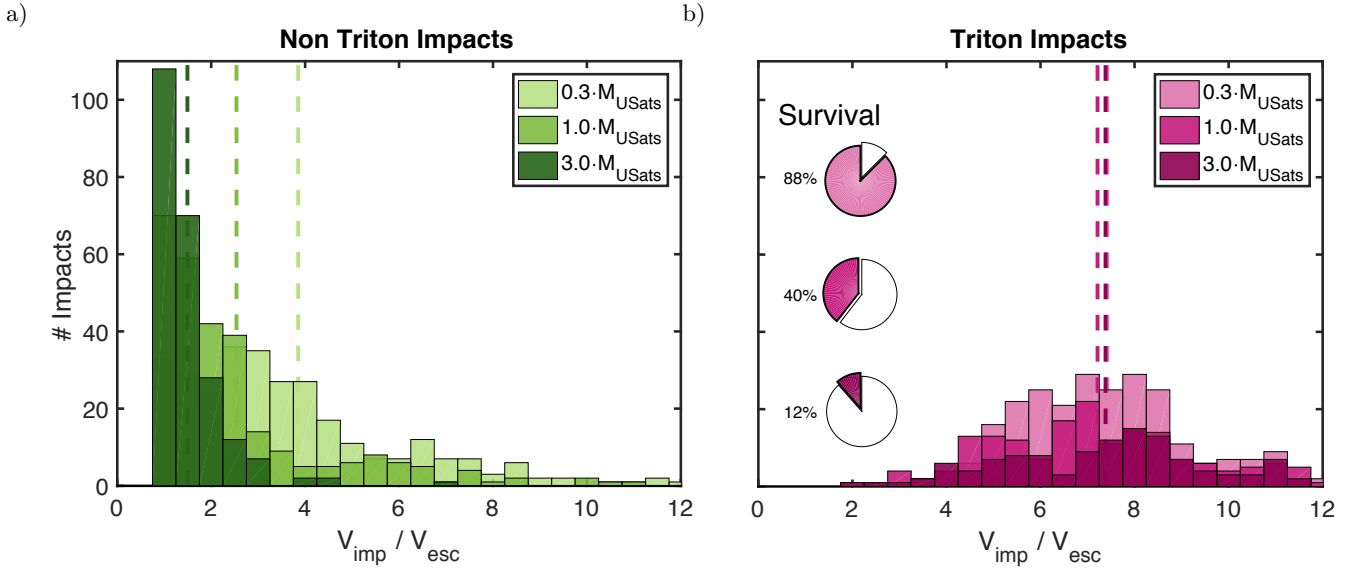 a)
Non Triton Impacts
0.3·M_USats
1.0·M_USats
3.0·M_USats
# Impacts
100
80
60
40
20
0
0 2 4 6 8 10 12
V_imp / V_esc
b)
Triton Impacts
0.3·M_USats
1.0·M_USats
3.0·M_USats
Survival
88%
40%
12%
0 2 4 6 8 10 12
V_imp / V_esc